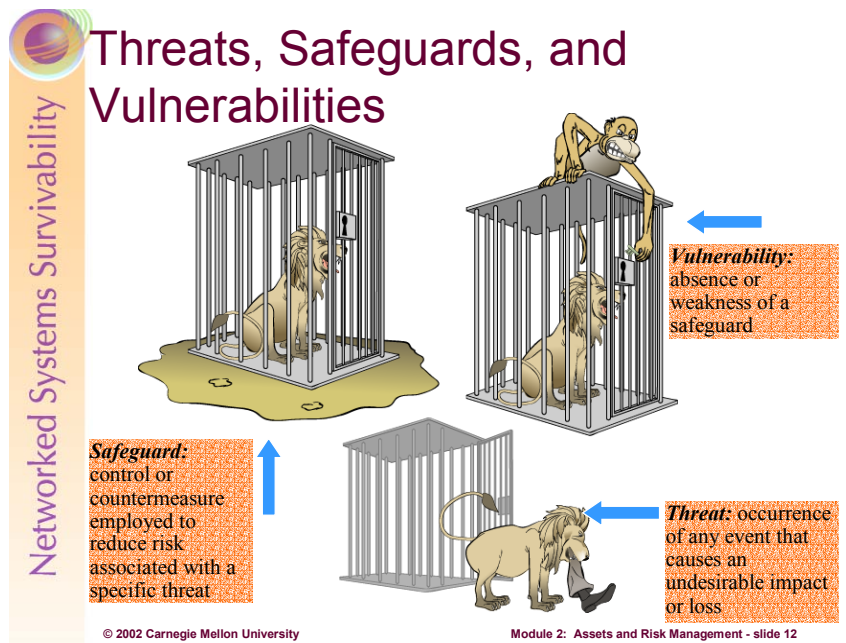 Threats, Safeguards, and
Vulnerabilities
Networked Systems Survivability
Vulnerability:
absence or
weakness of a
safeguard
Safeguard:
control or
countermeasure
employed to
reduce risk
associated with a
specific threat
Threat: occurrence
of any event that
causes an
undesirable impact
or loss
© 2002 Carnegie Mellon University
Module 2: Assets and Risk Management - slide 12